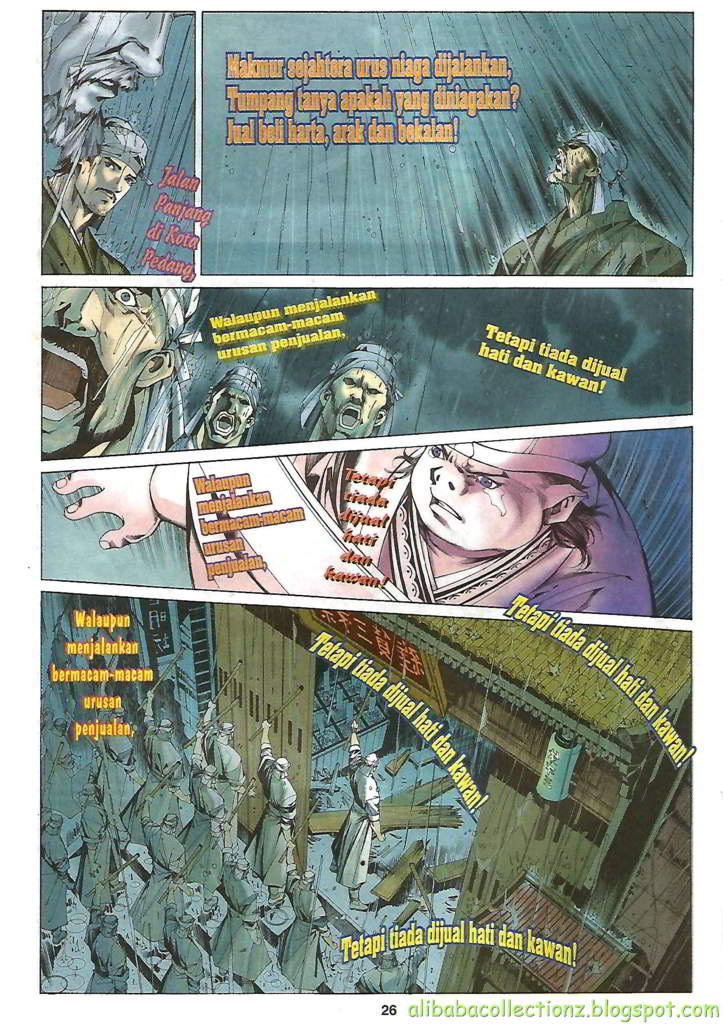 Makmur sejahtera urus niaga dijalankan,
Tumpang tanya apakah yang diniagakan?
Jual beli harta, arak dan bekalan!
Jalan
Panjang
di Kota
Pedang,
Walaupun menjalankan
bermacam-macam
urusan penjualan,
Tetapi tiada dijual
hati dan kawan!
Walaupun
menjalankan
bermacam-macam
urusan
penjualan,
Tetapi
tiada
dijual
hati
dan
kawan!
Walaupun
menjalankan
bermacam-macam
urusan
penjualan,
Tetapi tiada dijual hati dan kawan!
Tetapi tiada dijual hati dan kawan!
Tetapi tiada dijual hati dan kawan!
26
alibabacollectionz.blogspot.com